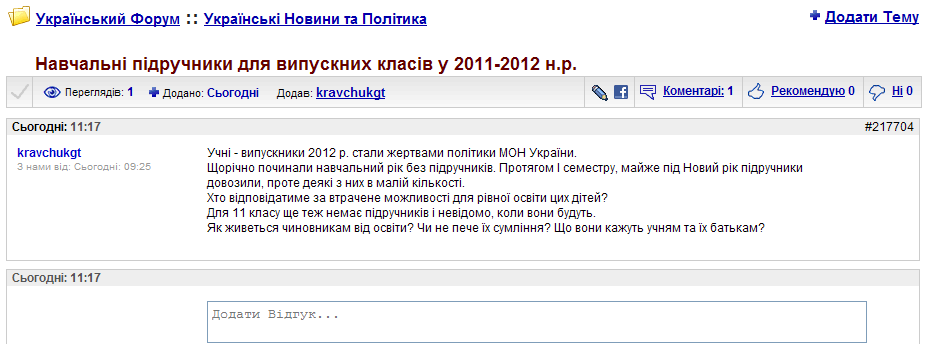 Український Форум :: Українські Новини та Політика
Додати Тему
Навчальні підручники для випускних класів у 2011-2012 н.р.
Переглядів: 1 Додано: Сьогодні Додав: kravchukgt Коментарі: 1 Рекомендую 0 Ні 0
Сьогодні: 11:17 #217704
kravchukgt
З нами від: Сьогодні: 09:25
Учні - випускники 2012 р. стали жертвами політики МОН України.
Щорічно починали навчальний рік без підручників. Протягом І семестру, майже під Новий рік підручники
довозили, проте деякі з них в малій кількості.
Хто відповідатиме за втрачене можливості для рівної освіти цих дітей?
Для 11 класу ще теж немає підручників і невідомо, коли вони будуть.
Як живеться чиновникам від освіти? Чи не пече їх сумління? Що вони кажуть учням та їх батькам?
Сьогодні: 11:17
Додати Відгук...